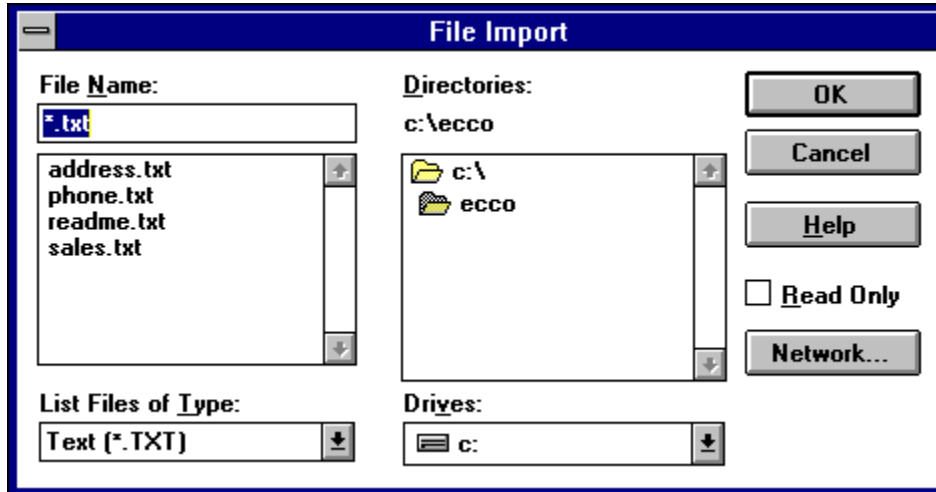 File Import
File Name:
*.txt
address.txt
phone.txt
readme.txt
sales.txt
List Files of Type:
Text (*.TXT)
Directories:
c:\ecco
c:\
ecco
Drives:
c:
OK
Cancel
Help
Read Only
Network...